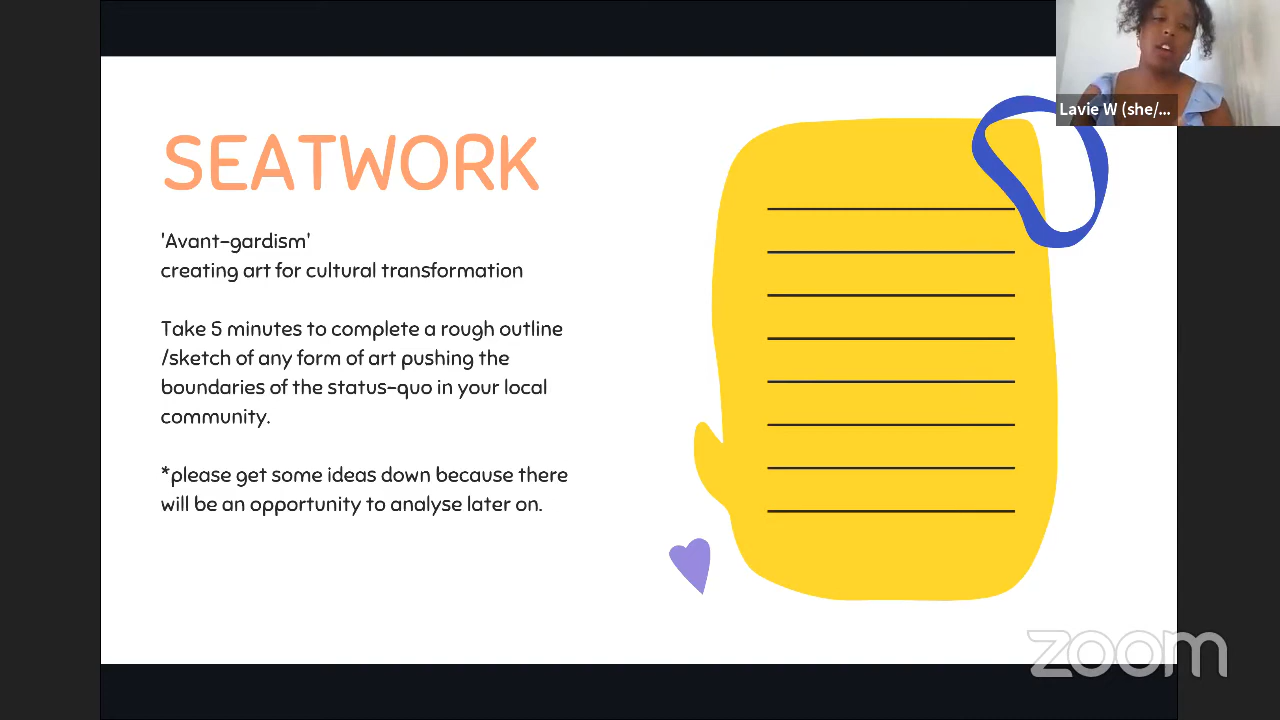 SEATWORK
'Avant-gardism'
creating art for cultural transformation
Take 5 minutes to complete a rough outline
/sketch of any form of art pushing the
boundaries of the status-quo in your local
community.
*please get some ideas down because there
will be an opportunity to analyse later on.
Lavie W (she/...
zoom